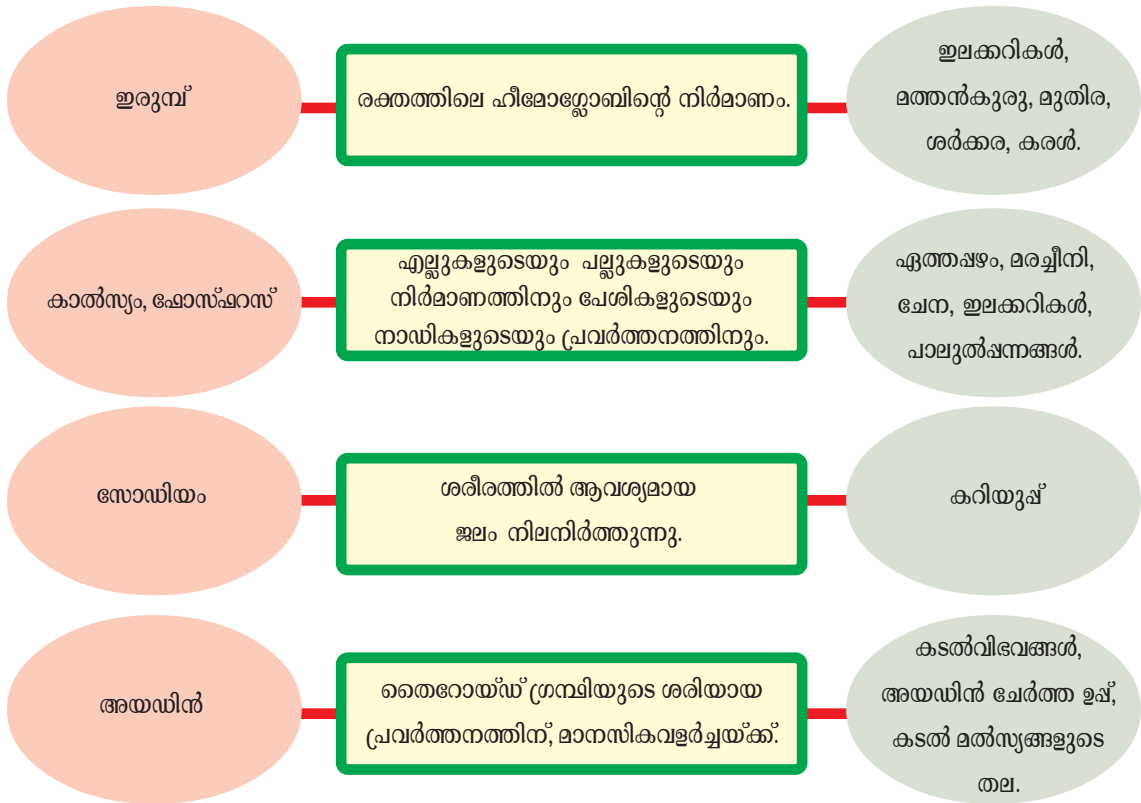 ഇരുമ്പ്
രക്തത്തിലെ ഹീമോഗ്ലോബിന്റെ നിർമാണം.
ഇലക്കറികൾ,
മത്തൻകുരു, മുതിര,
ശർക്കര, കരൾ.
കാൽസ്യം, ഫോസ്ഫറസ്
എല്ലുകളുടെയും പല്ലുകളുടെയും
നിർമാണത്തിനും പേശികളുടെയും
നാഡികളുടെയും പ്രവർത്തനത്തിനും.
ഏത്തപ്പഴം, മരച്ചീനി,
ചേന, ഇലക്കറികൾ,
പാലുൽപ്പന്നങ്ങൾ.
സോഡിയം
ശരീരത്തിൽ ആവശ്യമായ
ജലം നിലനിർത്തുന്നു.
കറിയുപ്പ്
അയഡിൻ
തൈറോയ്ഡ് ഗ്രന്ഥിയുടെ ശരിയായ
പ്രവർത്തനത്തിന്, മാനസികവളർച്ചയ്ക്ക്.
കടൽവിഭവങ്ങൾ,
അയഡിൻ ചേർത്ത ഉപ്പ്,
കടൽ മൽസ്യങ്ങളുടെ
തല.